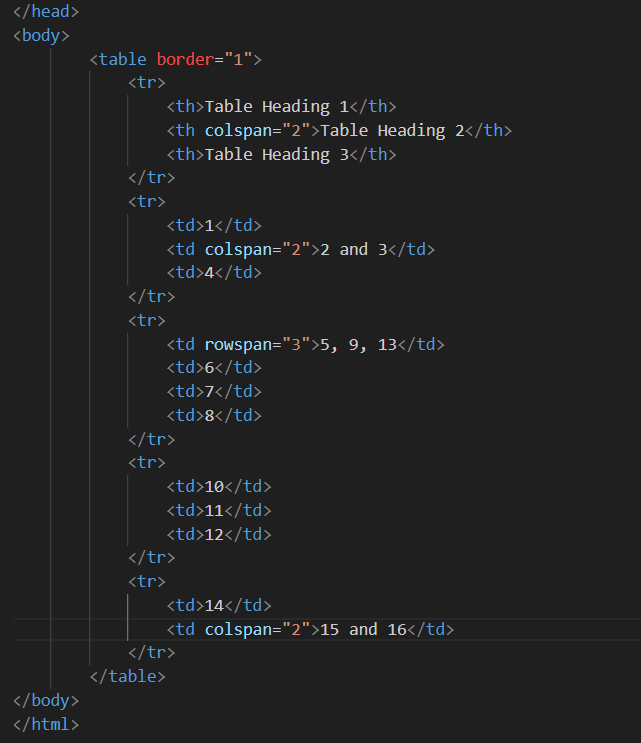 </head>
<body>
<table border="1">
<tr>
<th>Table Heading 1</th>
<th colspan="2">Table Heading 2</th>
<th>Table Heading 3</th>
</tr>
<tr>
<td>1</td>
<td colspan="2">2 and 3</td>
<td>4</td>
</tr>
<tr>
<td rowspan="3">5, 9, 13</td>
<td>6</td>
<td>7</td>
<td>8</td>
</tr>
<tr>
<td>10</td>
<td>11</td>
<td>12</td>
</tr>
<tr>
<td>14</td>
<td colspan="2">15 and 16</td>
</tr>
</table>
</body>
</html>